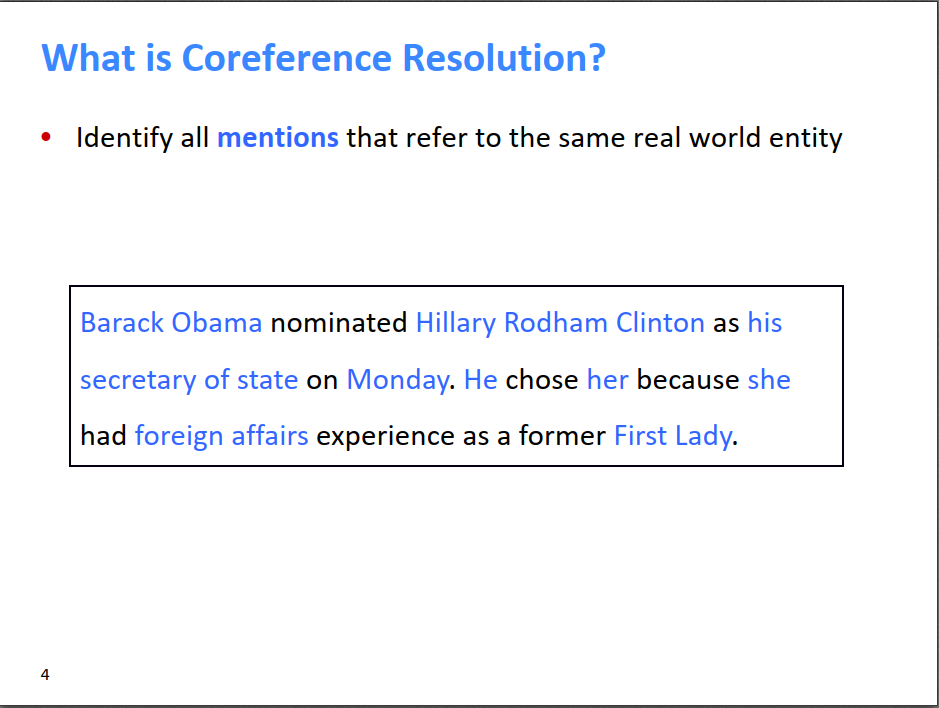 What is Coreference Resolution?
• Identify all mentions that refer to the same real world entity
Barack Obama nominated Hillary Rodham Clinton as his
secretary of state on Monday. He chose her because she
had foreign affairs experience as a former First Lady.
4